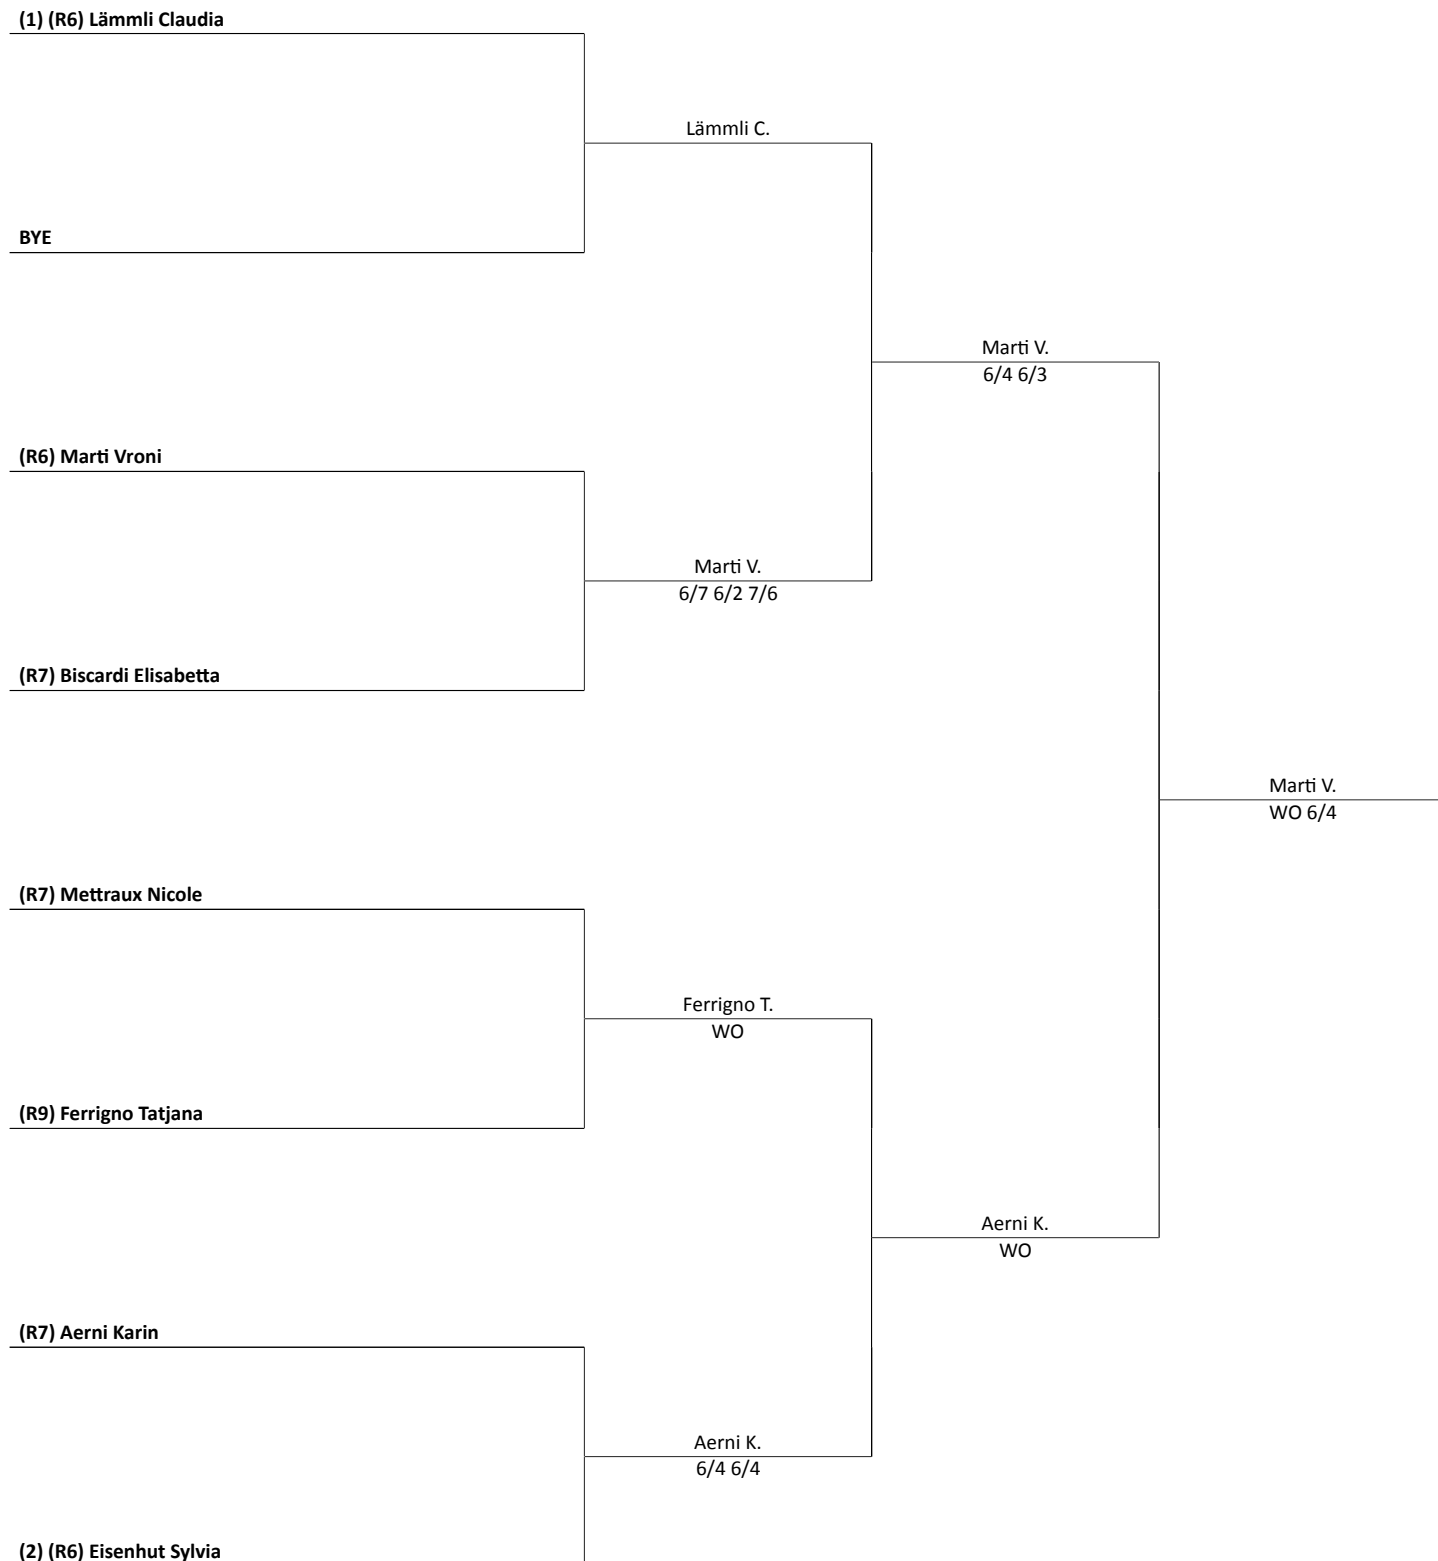 (1) (R6) Lämmli Claudia
Lämmli C.
BYE
Marti V.
6/4 6/3
(R6) Marti Vroni
Marti V.
6/7 6/2 7/6
(R7) Biscardi Elisabetta
Marti V.
WO 6/4
(R7) Mettraux Nicole
Ferrigno T.
WO
(R9) Ferrigno Tatjana
Aerni K.
WO
(R7) Aerni Karin
Aerni K.
6/4 6/4
(2) (R6) Eisenhut Sylvia